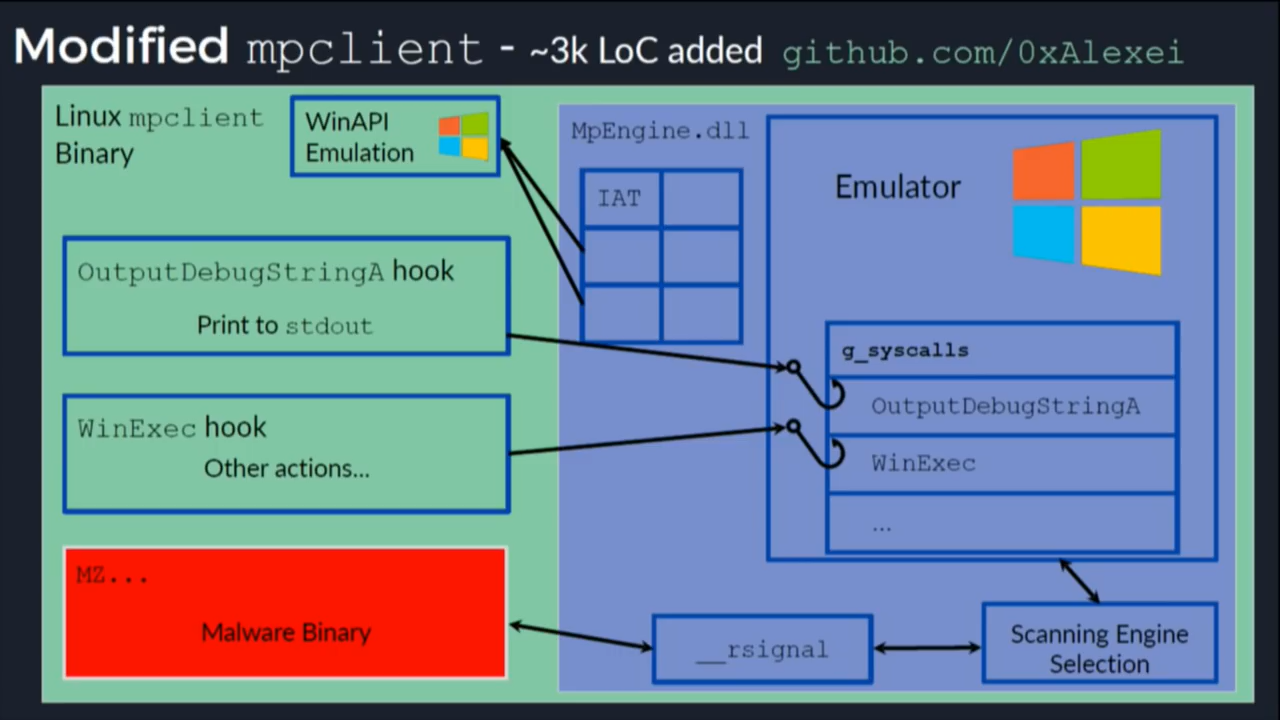 Modified mpclient - ~3k LoC added github.com/0xAlexei
Linux mpclient
Binary
WinAPI
Emulation
MpEngine.dll
IAT
Emulator
OutputDebugStringA hook
Print to stdout
WinExec hook
Other actions...
g_syscalls
OutputDebugStringA
WinExec
...
MZ...
Malware Binary
__rsignal
Scanning Engine
Selection